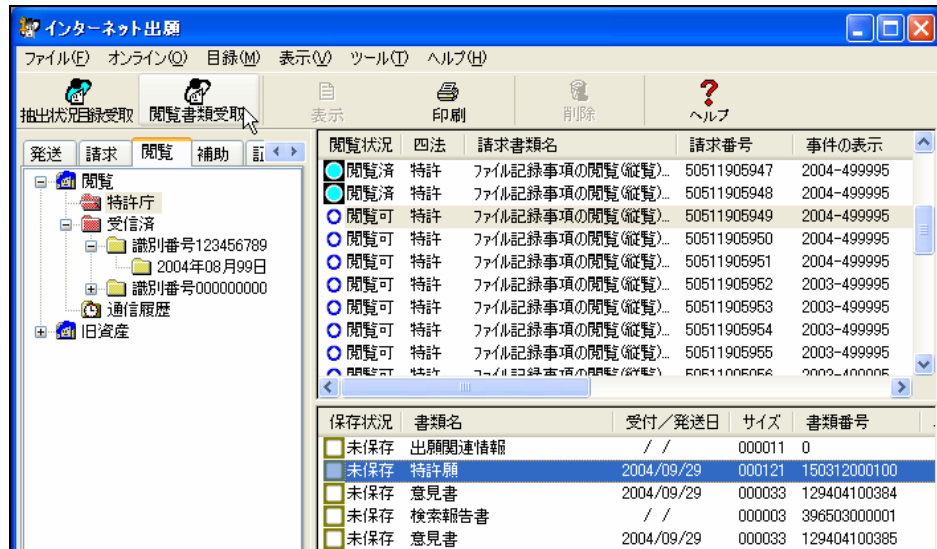 インターネット出願
ファイル(F) オンライン(O) 目録(M) 表示(V) ツール(T) ヘルプ(H)
抽出状況目録受取 閲覧書類受取 表示 印刷 削除 ヘルプ
発送 請求 閲覧 補助
閲覧
特許庁
受信済
識別番号123456789
2004年08月99日
識別番号000000000
通信履歴
旧資産
閲覧状況 四法 請求書類名 請求番号 事件の表示
閲覧済 特許 ファイル記録事項の閲覧(縦覧)... 50511905947 2004-499995
閲覧済 特許 ファイル記録事項の閲覧(縦覧)... 50511905948 2004-499995
閲覧可 特許 ファイル記録事項の閲覧(縦覧)... 50511905949 2004-499995
閲覧可 特許 ファイル記録事項の閲覧(縦覧)... 50511905950 2004-499995
閲覧可 特許 ファイル記録事項の閲覧(縦覧)... 50511905951 2004-499995
閲覧可 特許 ファイル記録事項の閲覧(縦覧)... 50511905952 2003-499995
閲覧可 特許 ファイル記録事項の閲覧(縦覧)... 50511905953 2003-499995
閲覧可 特許 ファイル記録事項の閲覧(縦覧)... 50511905954 2003-499995
閲覧可 特許 ファイル記録事項の閲覧(縦覧)... 50511905955 2003-499995
保存状況 書類名 受付/発送日 サイズ 書類番号
未保存 出願関連情報 / / 000011 0
未保存 特許願 2004/09/29 000121 150312000100
未保存 意見書 2004/09/29 000033 129404100384
未保存 検索報告書 / / 000003 396503000001
未保存 意見書 2004/09/29 000033 129404100385